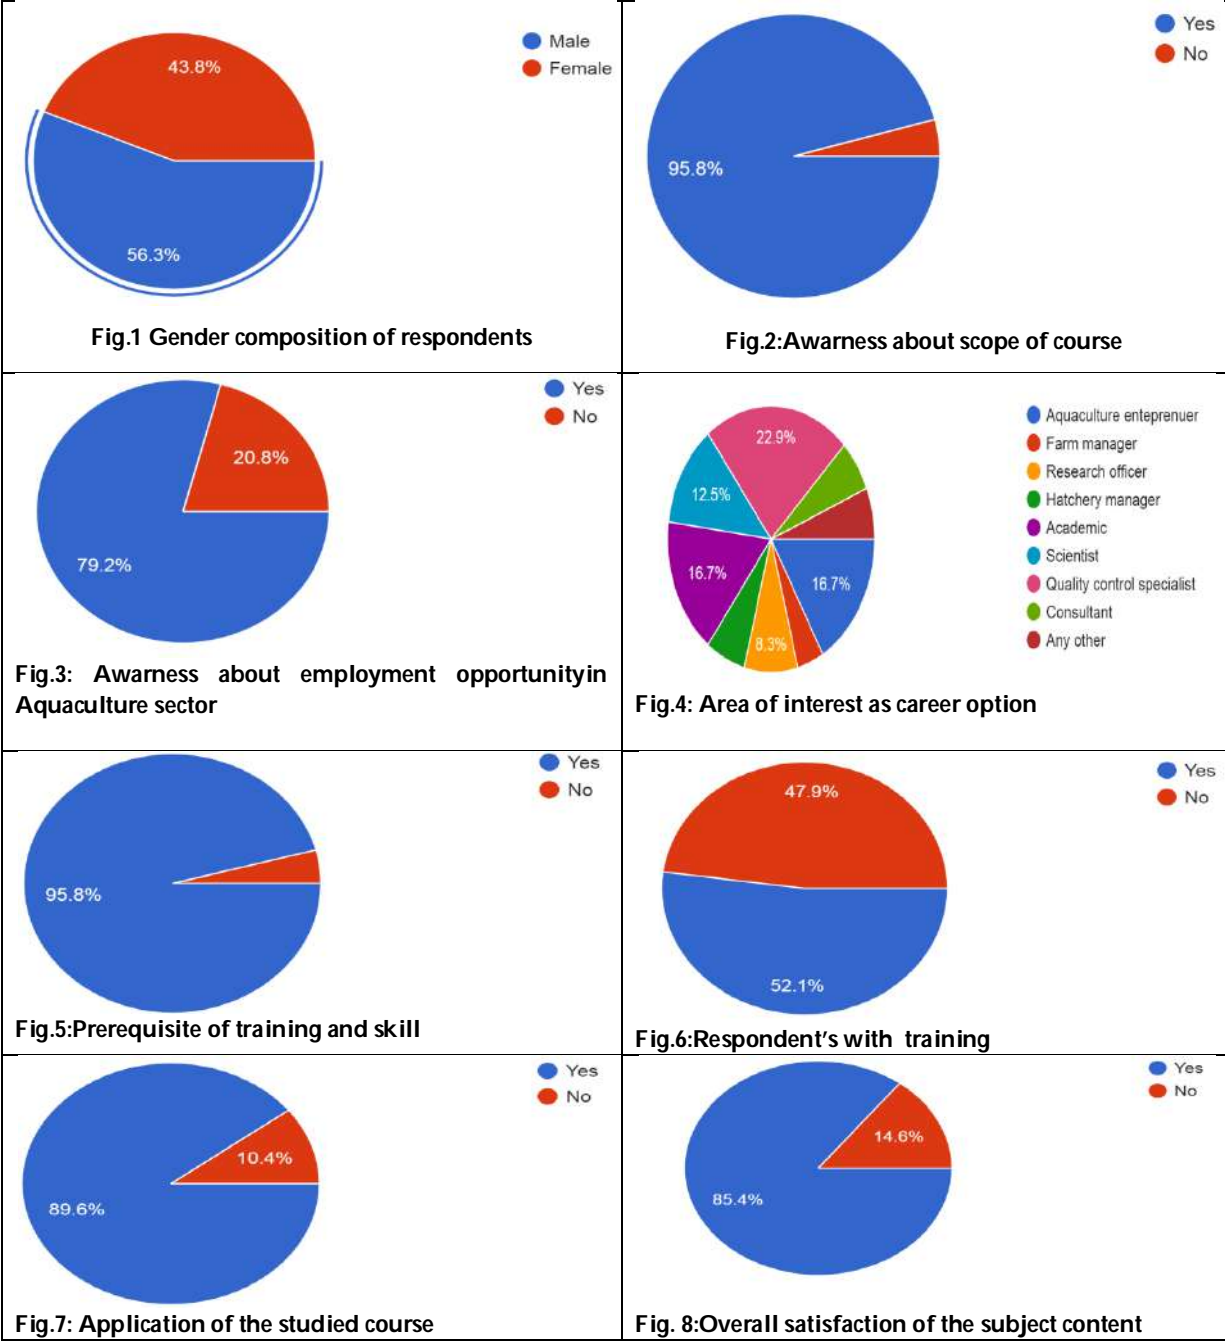 Male
Female
43.8%
56.3%
Fig.1 Gender composition of respondents
Yes
No
95.8%
Fig.2:Awarness about scope of course
Yes
No
20.8%
79.2%
Fig.3: Awarness about employment opportunityin
Aquaculture sector
22.9%
12.5%
16.7%
16.7%
8.3%
Aquaculture enteprenuer
Farm manager
Research officer
Hatchery manager
Academic
Scientist
Quality control specialist
Consultant
Any other
Fig.4: Area of interest as career option
Yes
No
95.8%
Fig.5:Prerequisite of training and skill
Yes
No
47.9%
52.1%
Fig.6:Respondent's with training
Yes
No
10.4%
89.6%
Fig.7: Application of the studied course
Yes
No
14.6%
85.4%
Fig. 8:Overall satisfaction of the subject content